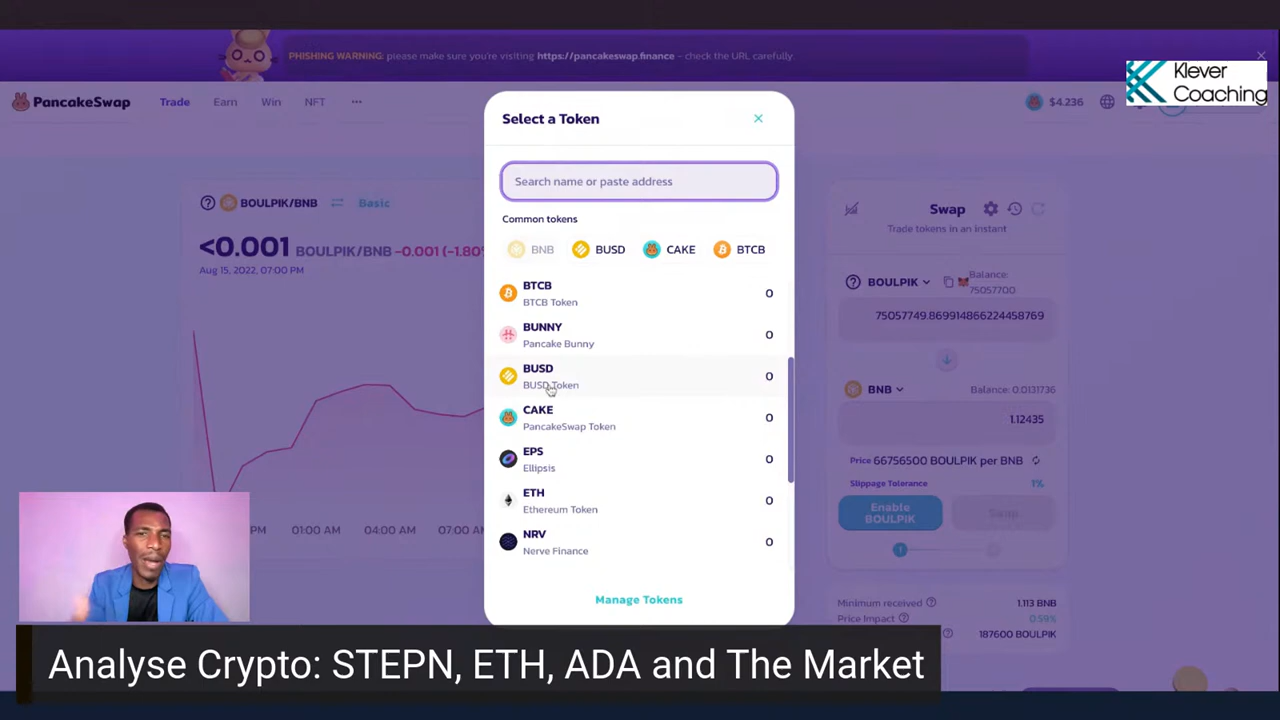 PHISHING WARNING: please make sure you're visiting https://pancakeswap.finance - check the URL carefully.
Klever
Coaching
PancakeSwap
Trade
Earn
Win
NFT
$4.236
Select a Token
Search name or paste address
Common tokens
BNB
BUSD
CAKE
BTCB
BTCB
BTCB Token
0
BUNNY
Pancake Bunny
0
BUSD
BUSD Token
0
CAKE
PancakeSwap Token
0
EPS
Ellipsis
0
ETH
Ethereum Token
0
NRV
Nerve Finance
0
Manage Tokens
BOULPIK/BNB
Basic
<0.001 BOULPIK/BNB -0.001 (-1.80%
Aug 15, 2022, 07:00 PM
PM
01:00 AM
04:00 AM
07:00 AM
Swap
Trade tokens in an instant
BOULPIK
Balance:
75057700
75057749.869914866224458769
BNB
Balance: 0.0131736
1.12435
Price 66756500 BOULPIK per BNB
Slippage Tolerance
1%
Enable
BOULPIK
Swap
1
Minimum received
1.113 BNB
Price Impact
0.59%
187600 BOULPIK
Analyse Crypto: STEPN, ETH, ADA and The Market